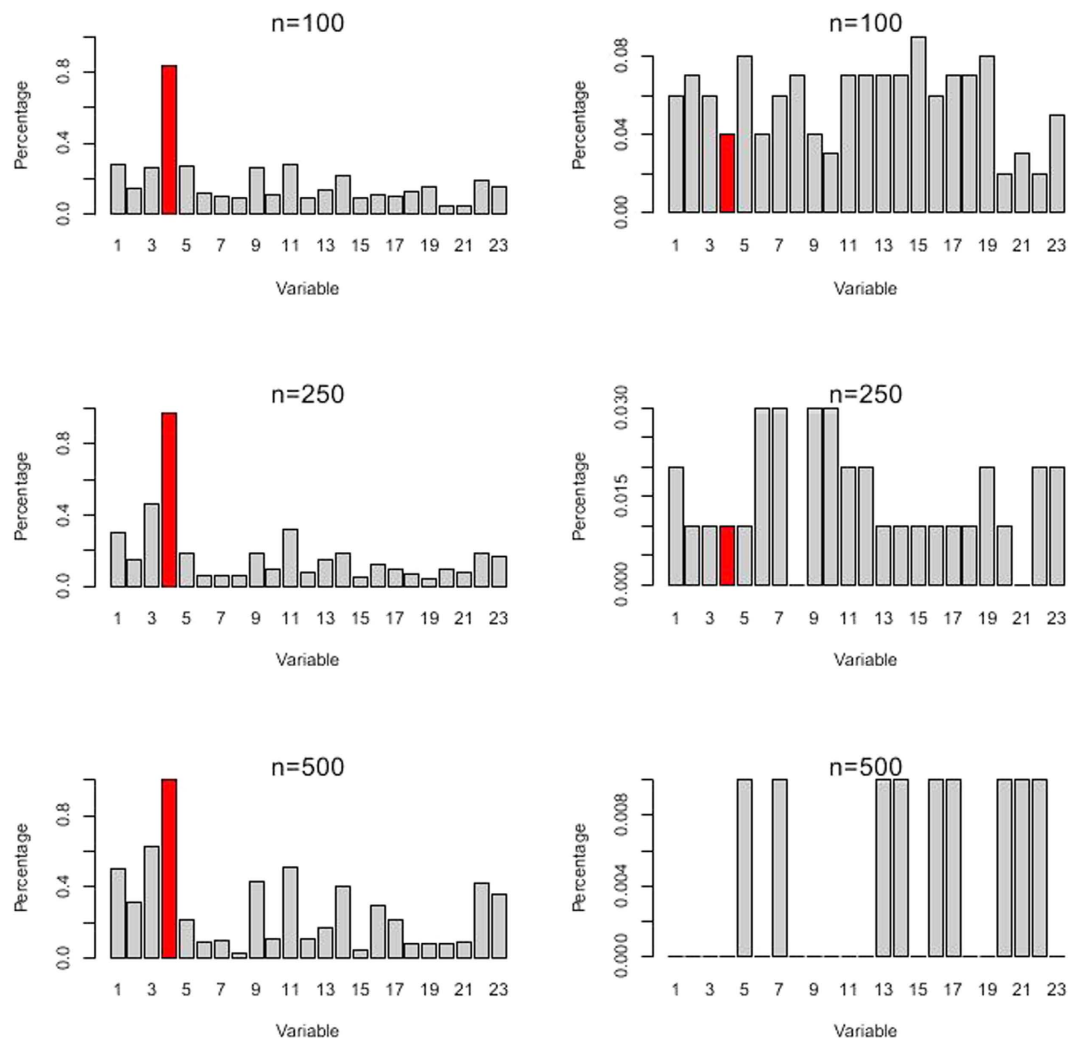 n=100
Percentage
0.8
0.4
0.0
1 3 5 7 9 11 13 15 17 19 21 23
Variable
n=100
Percentage
0.08
0.04
0.00
1 3 5 7 9 11 13 15 17 19 21 23
Variable
n=250
Percentage
0.8
0.4
0.0
1 3 5 7 9 11 13 15 17 19 21 23
Variable
n=250
Percentage
0.030
0.015
0.000
1 3 5 7 9 11 13 15 17 19 21 23
Variable
n=500
Percentage
0.8
0.4
0.0
1 3 5 7 9 11 13 15 17 19 21 23
Variable
n=500
Percentage
0.008
0.004
0.000
1 3 5 7 9 11 13 15 17 19 21 23
Variable